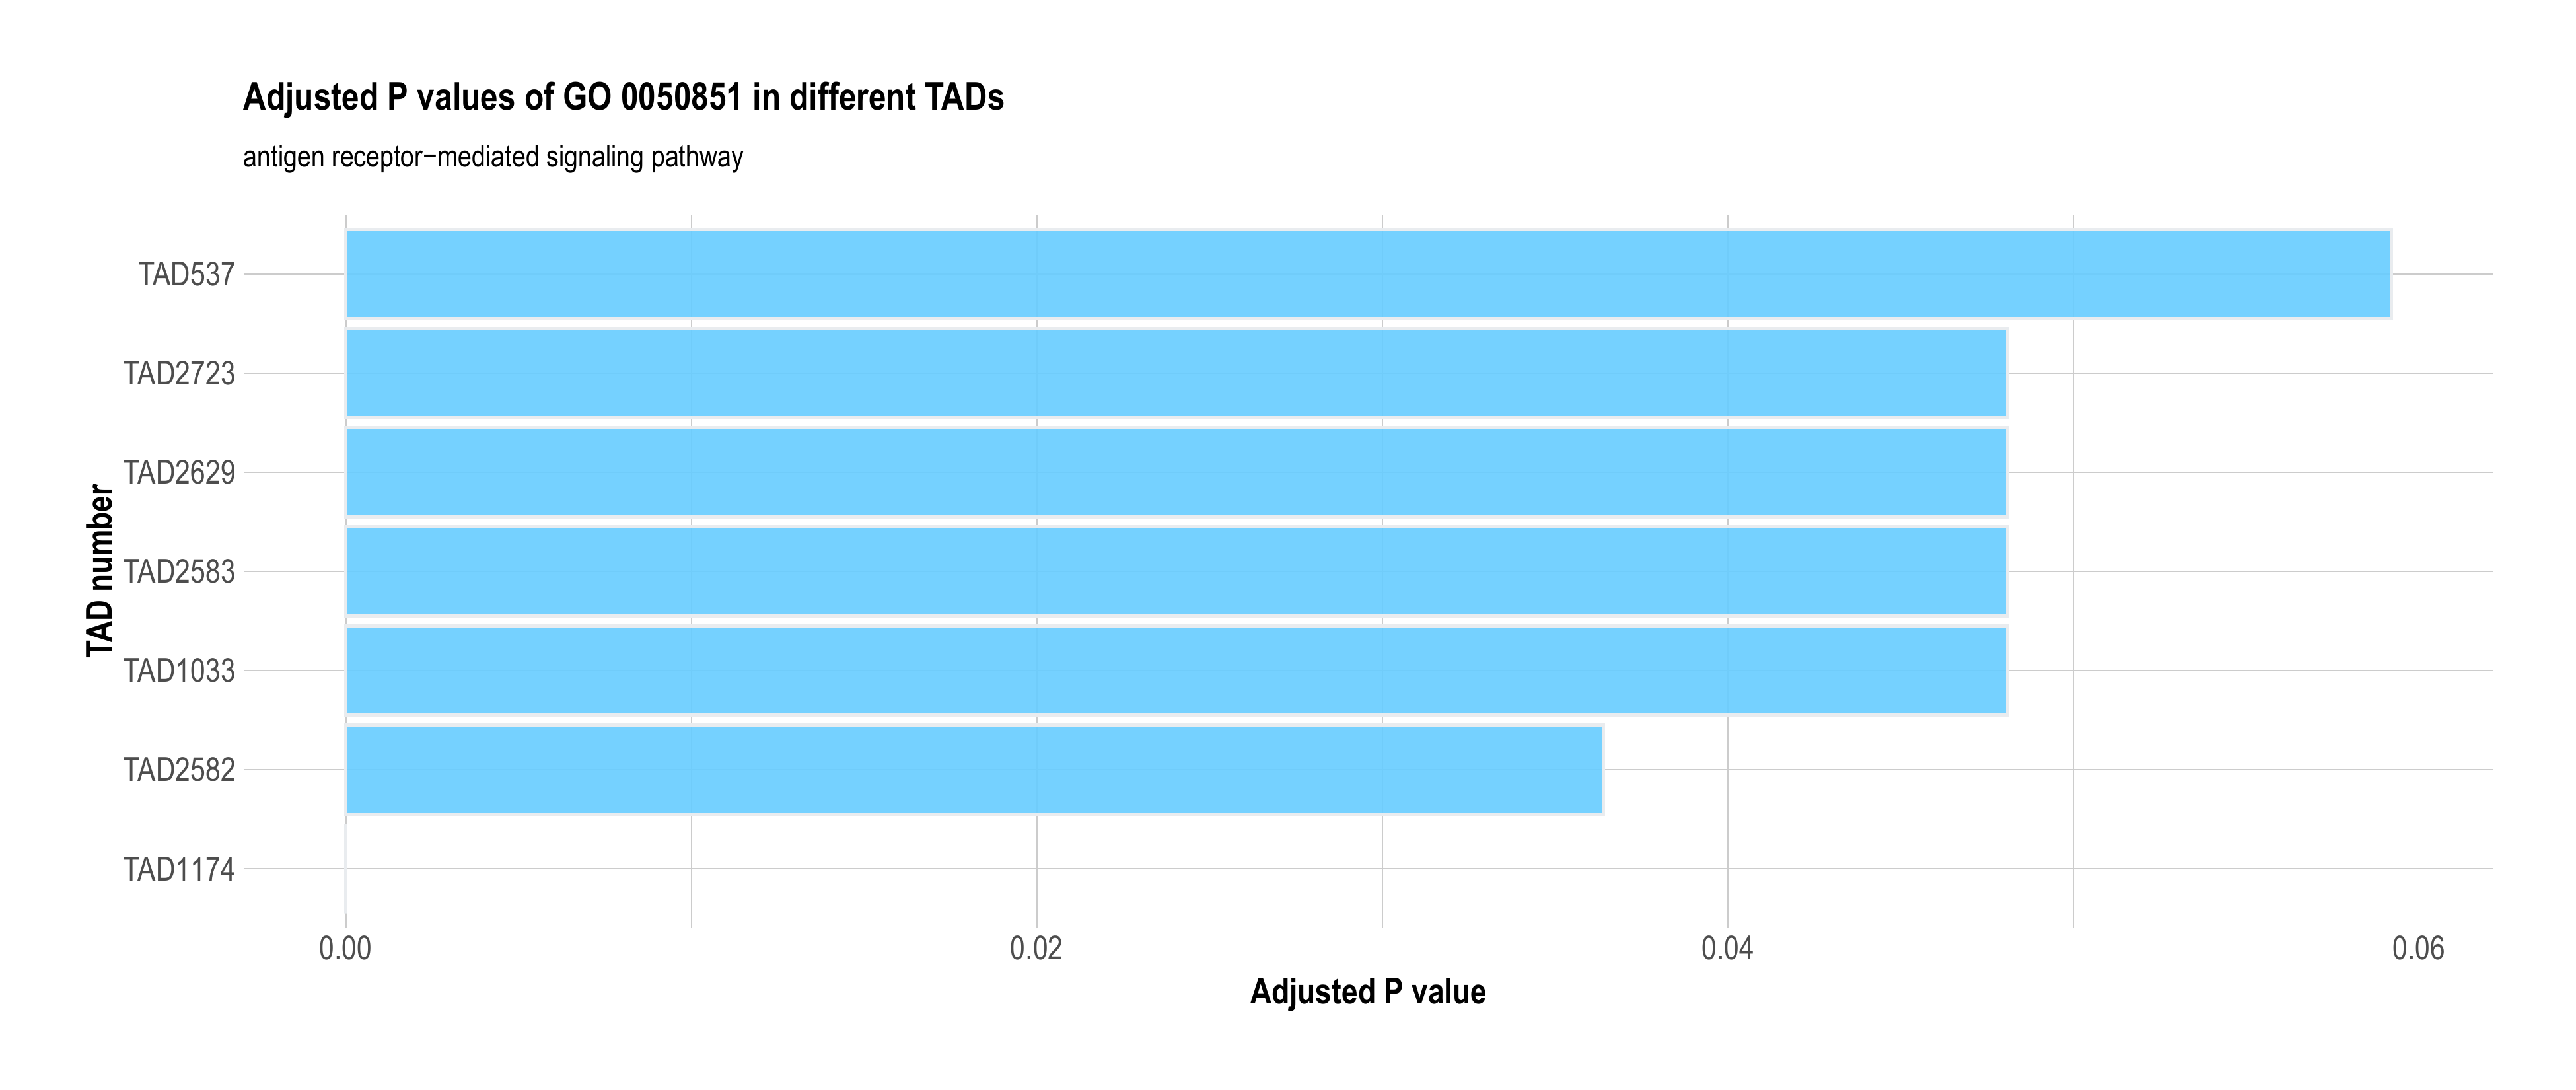 Adjusted P values of GO 0050851 in different TADs
antigen receptor−mediated signaling pathway
TAD number
TAD537
TAD2723
TAD2629
TAD2583
TAD1033
TAD2582
TAD1174
0.00 0.02 0.04 0.06
Adjusted P value